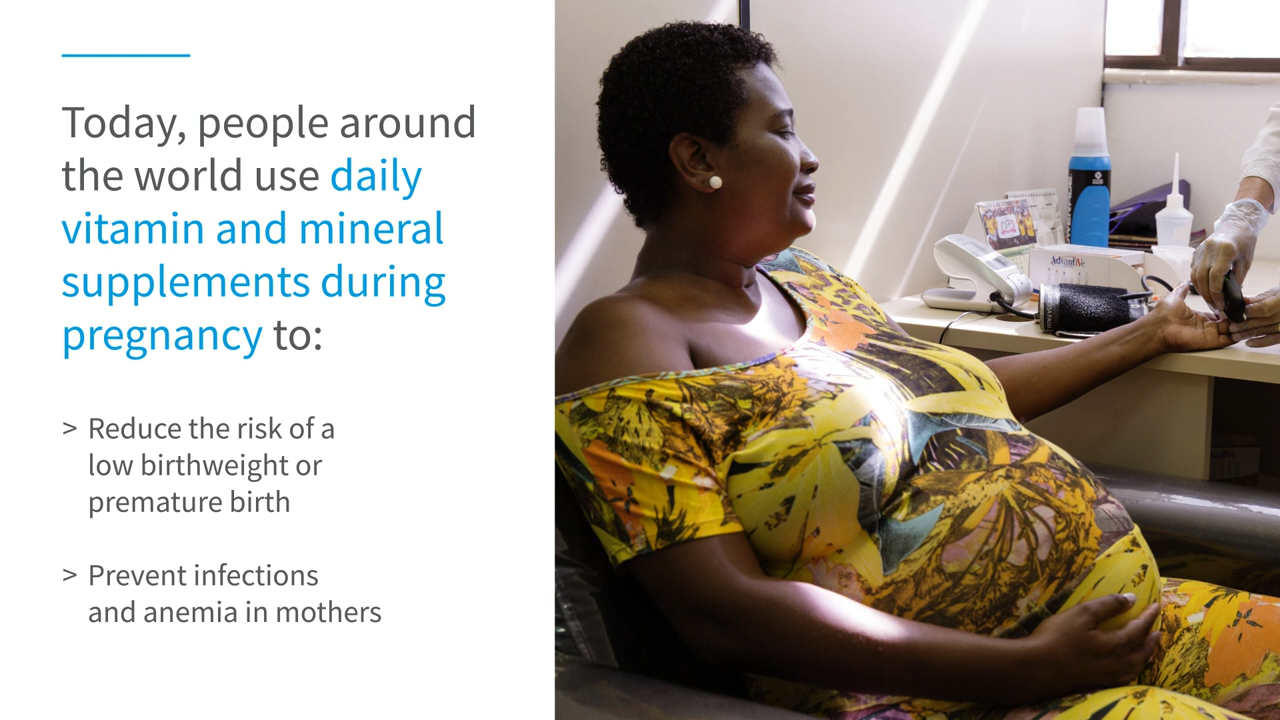 Today, people around
the world use daily
vitamin and mineral
supplements during
pregnancy to:
> Reduce the risk of a
low birthweight or
premature birth
> Prevent infections
and anemia in mothers